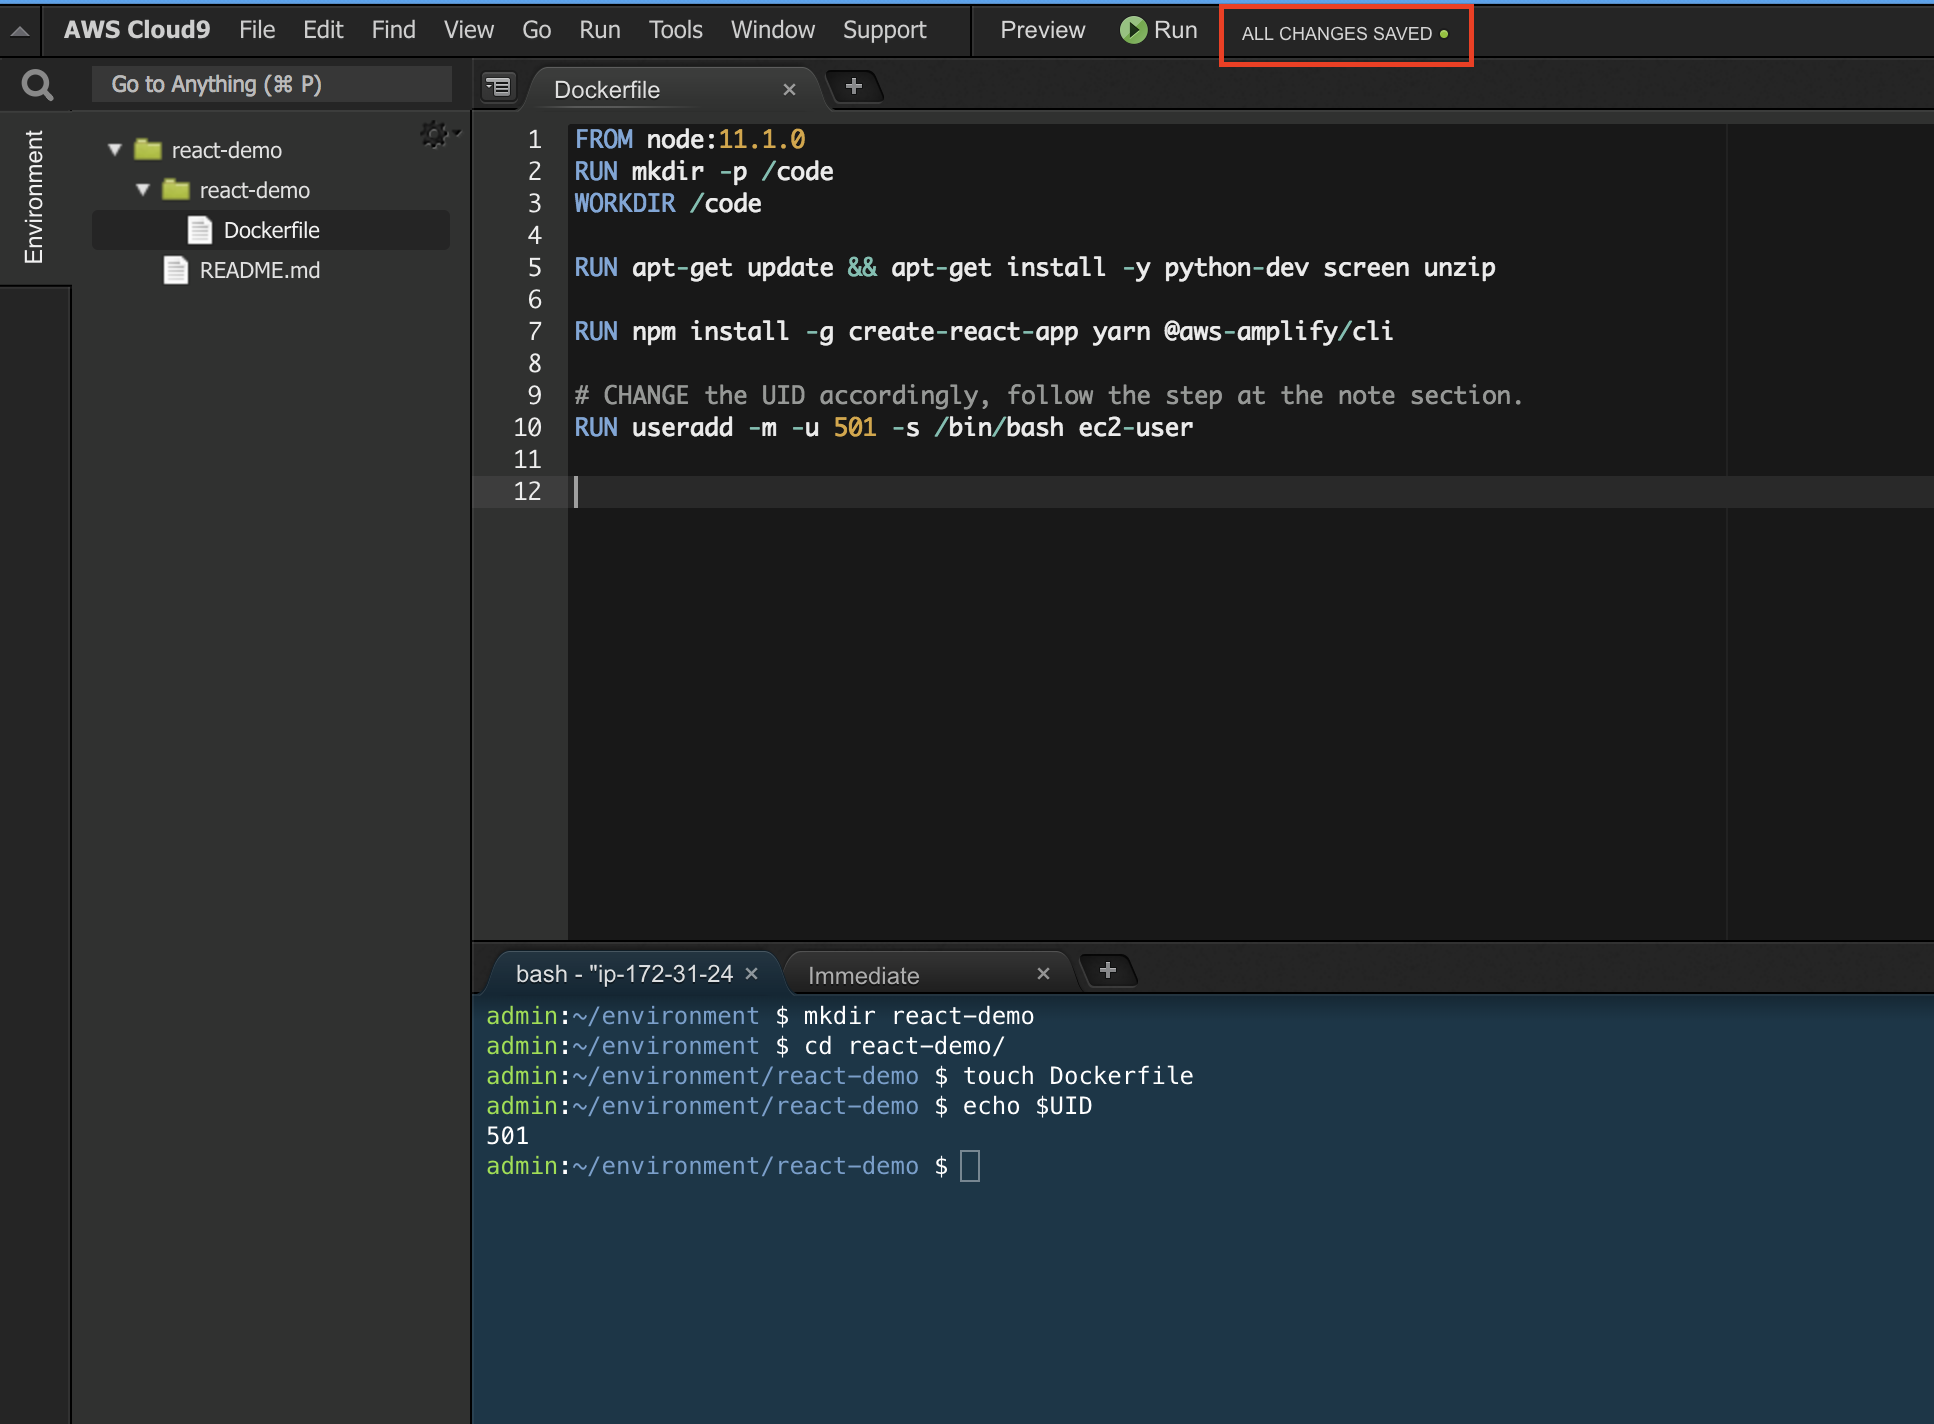 AWS Cloud9 File Edit Find View Go Run Tools Window Support Preview Run ALL CHANGES SAVED
Go to Anything (⌘ P)
Environment
react-demo
react-demo
Dockerfile
README.md
Dockerfile
1 FROM node:11.1.0
2 RUN mkdir -p /code
3 WORKDIR /code
4
5 RUN apt-get update && apt-get install -y python-dev screen unzip
6
7 RUN npm install -g create-react-app yarn @aws-amplify/cli
8
9 # CHANGE the UID accordingly, follow the step at the note section.
10 RUN useradd -m -u 501 -s /bin/bash ec2-user
11
12
bash - "ip-172-31-24 Immediate
admin:~/environment $ mkdir react-demo
admin:~/environment $ cd react-demo/
admin:~/environment/react-demo $ touch Dockerfile
admin:~/environment/react-demo $ echo $UID
501
admin:~/environment/react-demo $